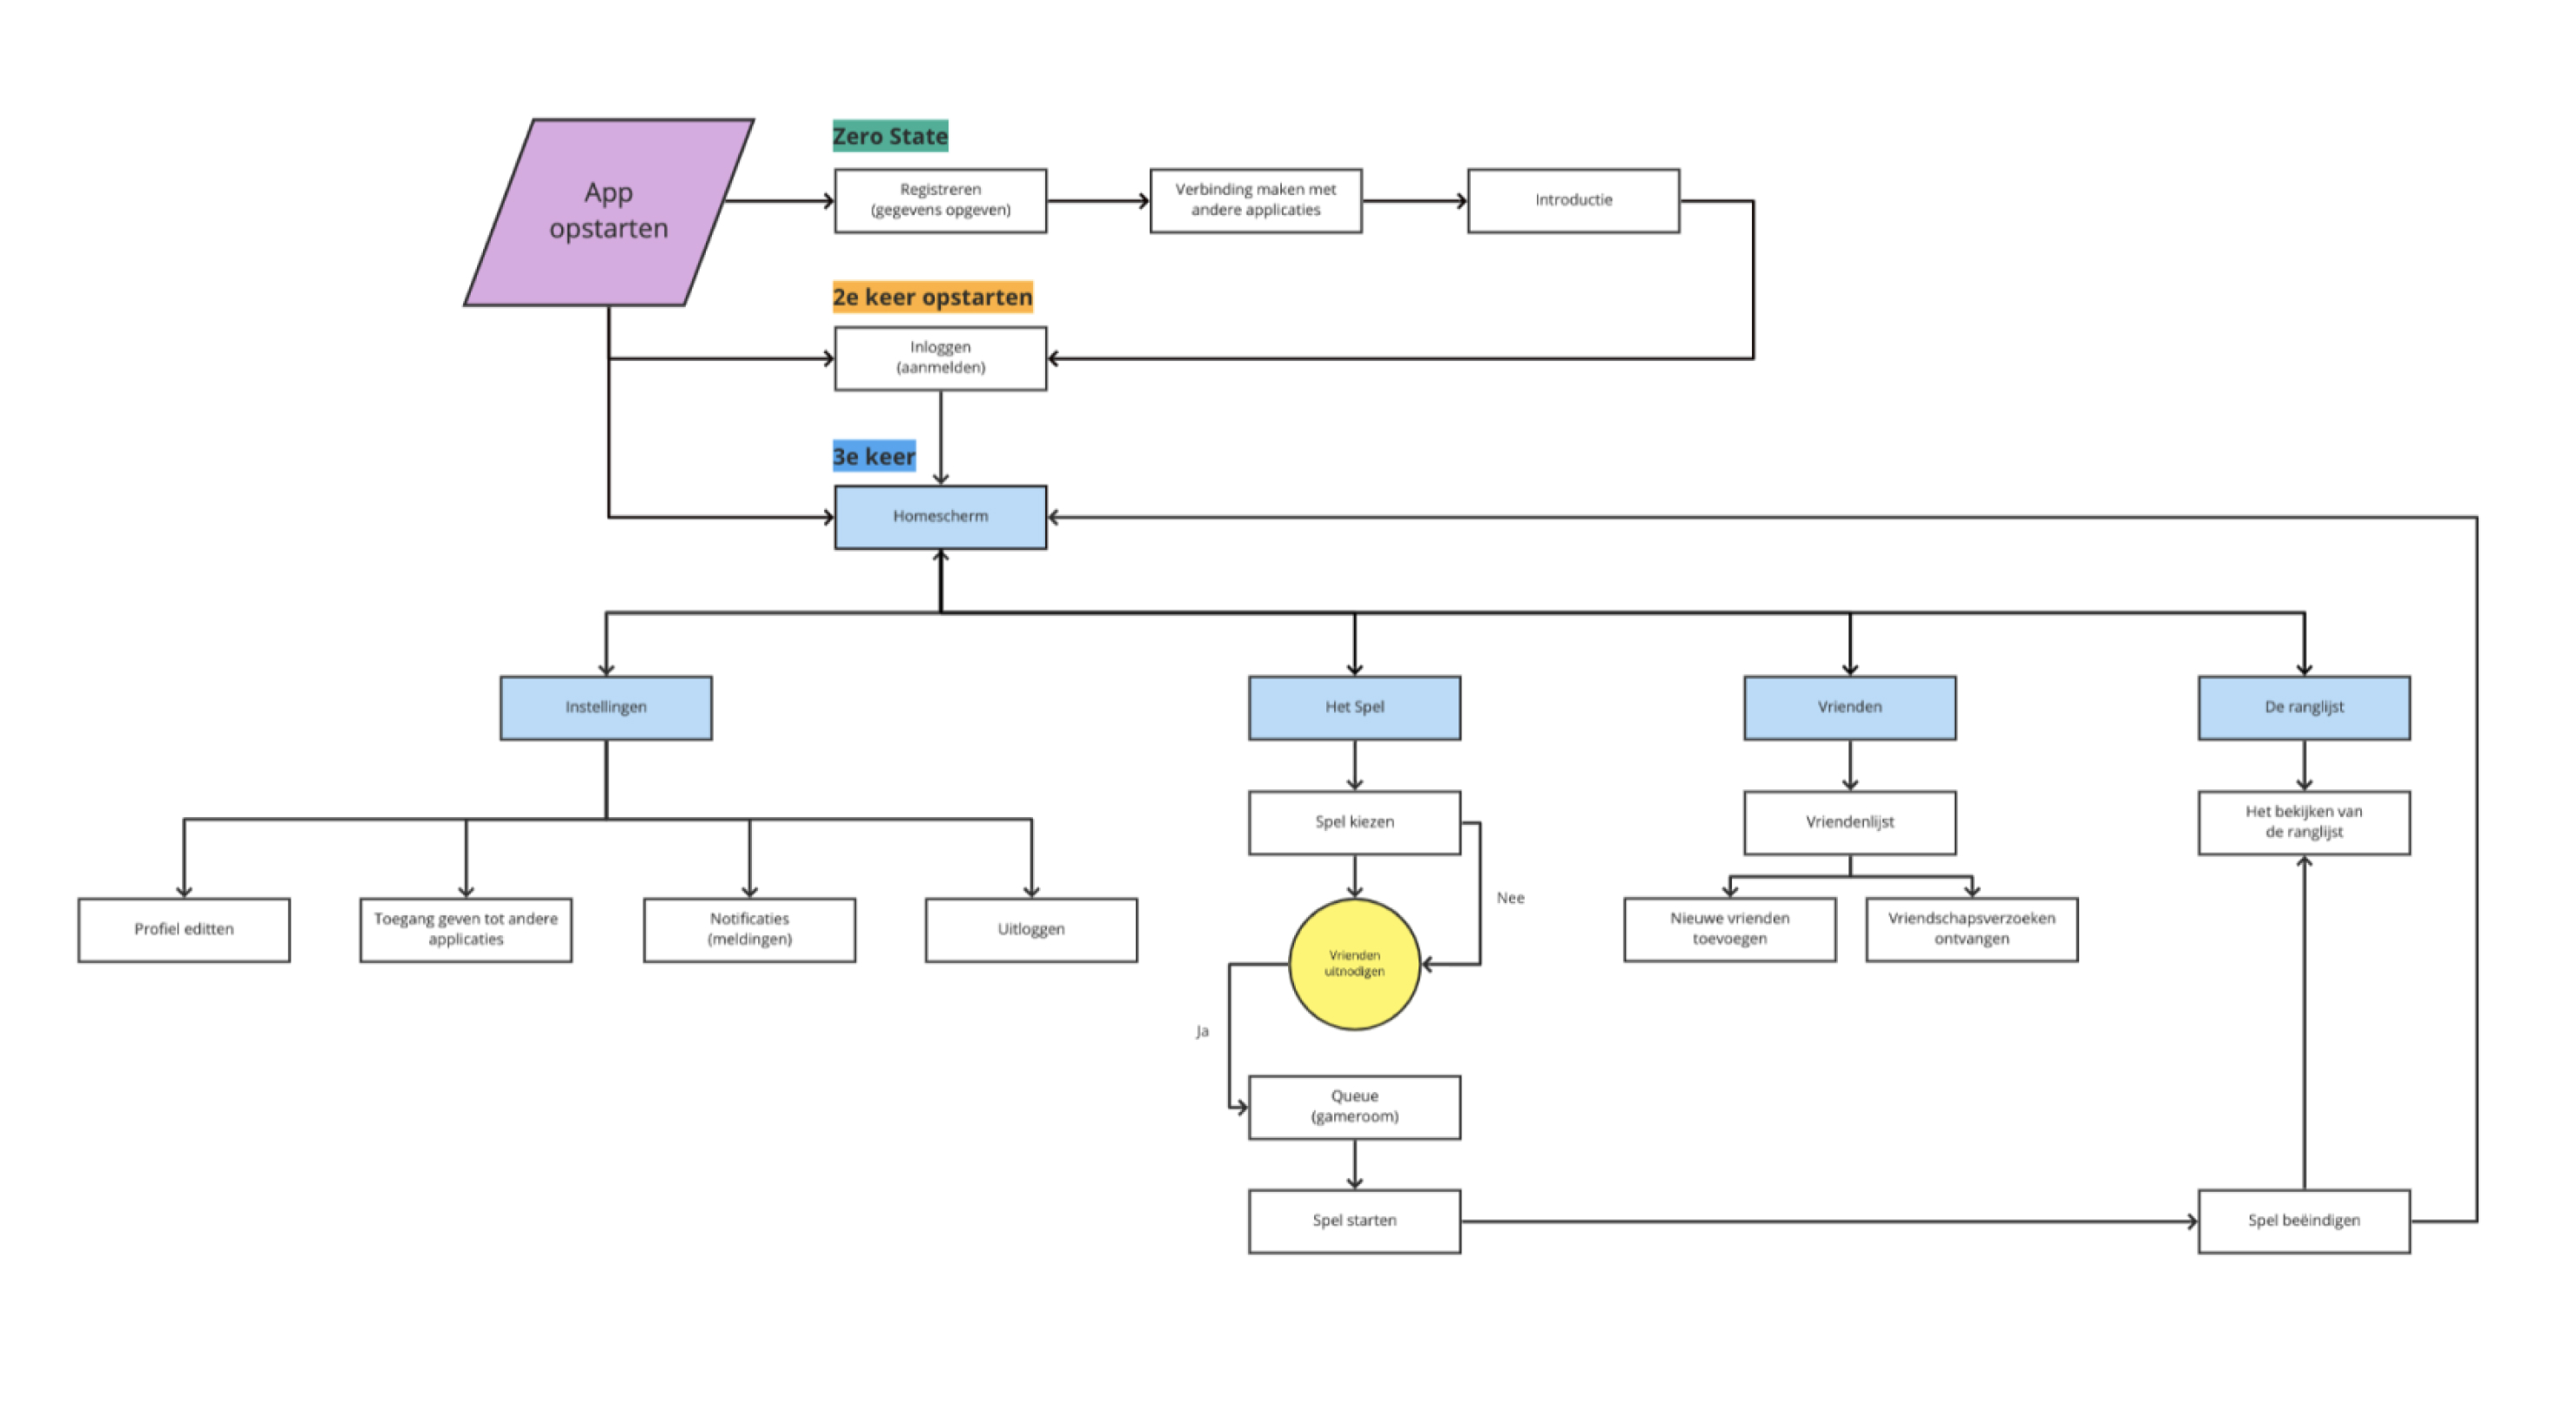 App
opstarten
Zero State
Registreren
(gegevens opgeven)
Verbinding maken met
andere applicaties
Introductie
2e keer opstarten
Inloggen
(aanmelden)
3e keer
Homescherm
Instellingen
Het Spel
Vrienden
De ranglijst
Spel kiezen
Vriendenlijst
Het bekijken van
de ranglijst
Nee
Profiel editten
Toegang geven tot andere
applicaties
Notificaties
(meldingen)
Uitloggen
Vrienden
uitnodigen
Nieuwe vrienden
toevoegen
Vriendschapsverzoeken
ontvangen
Ja
Queue
(gameroom)
Spel starten
Spel beëindigen